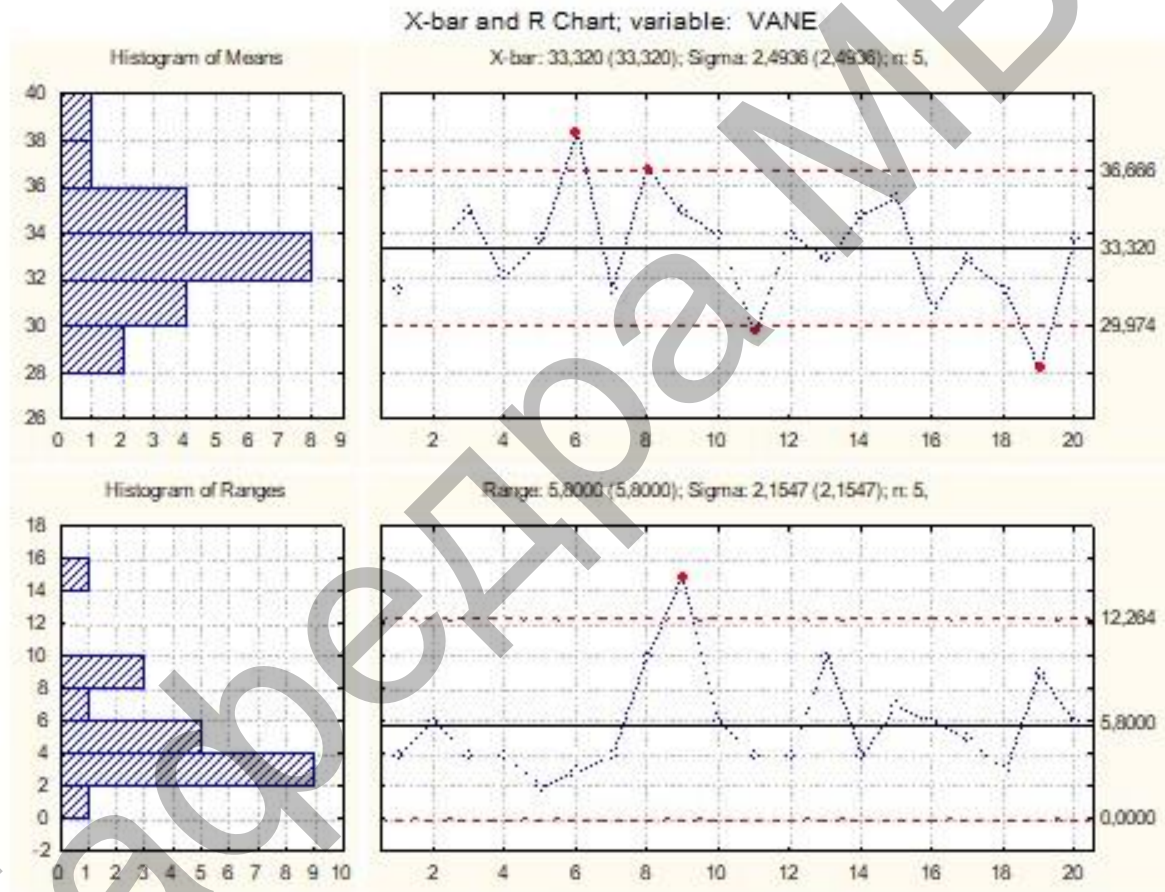 X-bar and R Chart; variable: VANE
Histogram of Means
X-bar: 33,320 (33,320); Sigma: 2,4936 (2,4936); n: 5,
40
38
36
34
32
30
28
26
0 1 2 3 4 5 6 7 8 9
36,666
33,320
29,974
2 4 6 8 10 12 14 16 18 20
Histogram of Ranges
Range: 5,8000 (5,8000); Sigma: 2,1547 (2,1547); n: 5,
18
16
14
12
10
8
6
4
2
0
-2
0 1 2 3 4 5 6 7 8 9 10
12,264
5,8000
0,0000
2 4 6 8 10 12 14 16 18 20
афедра МВ